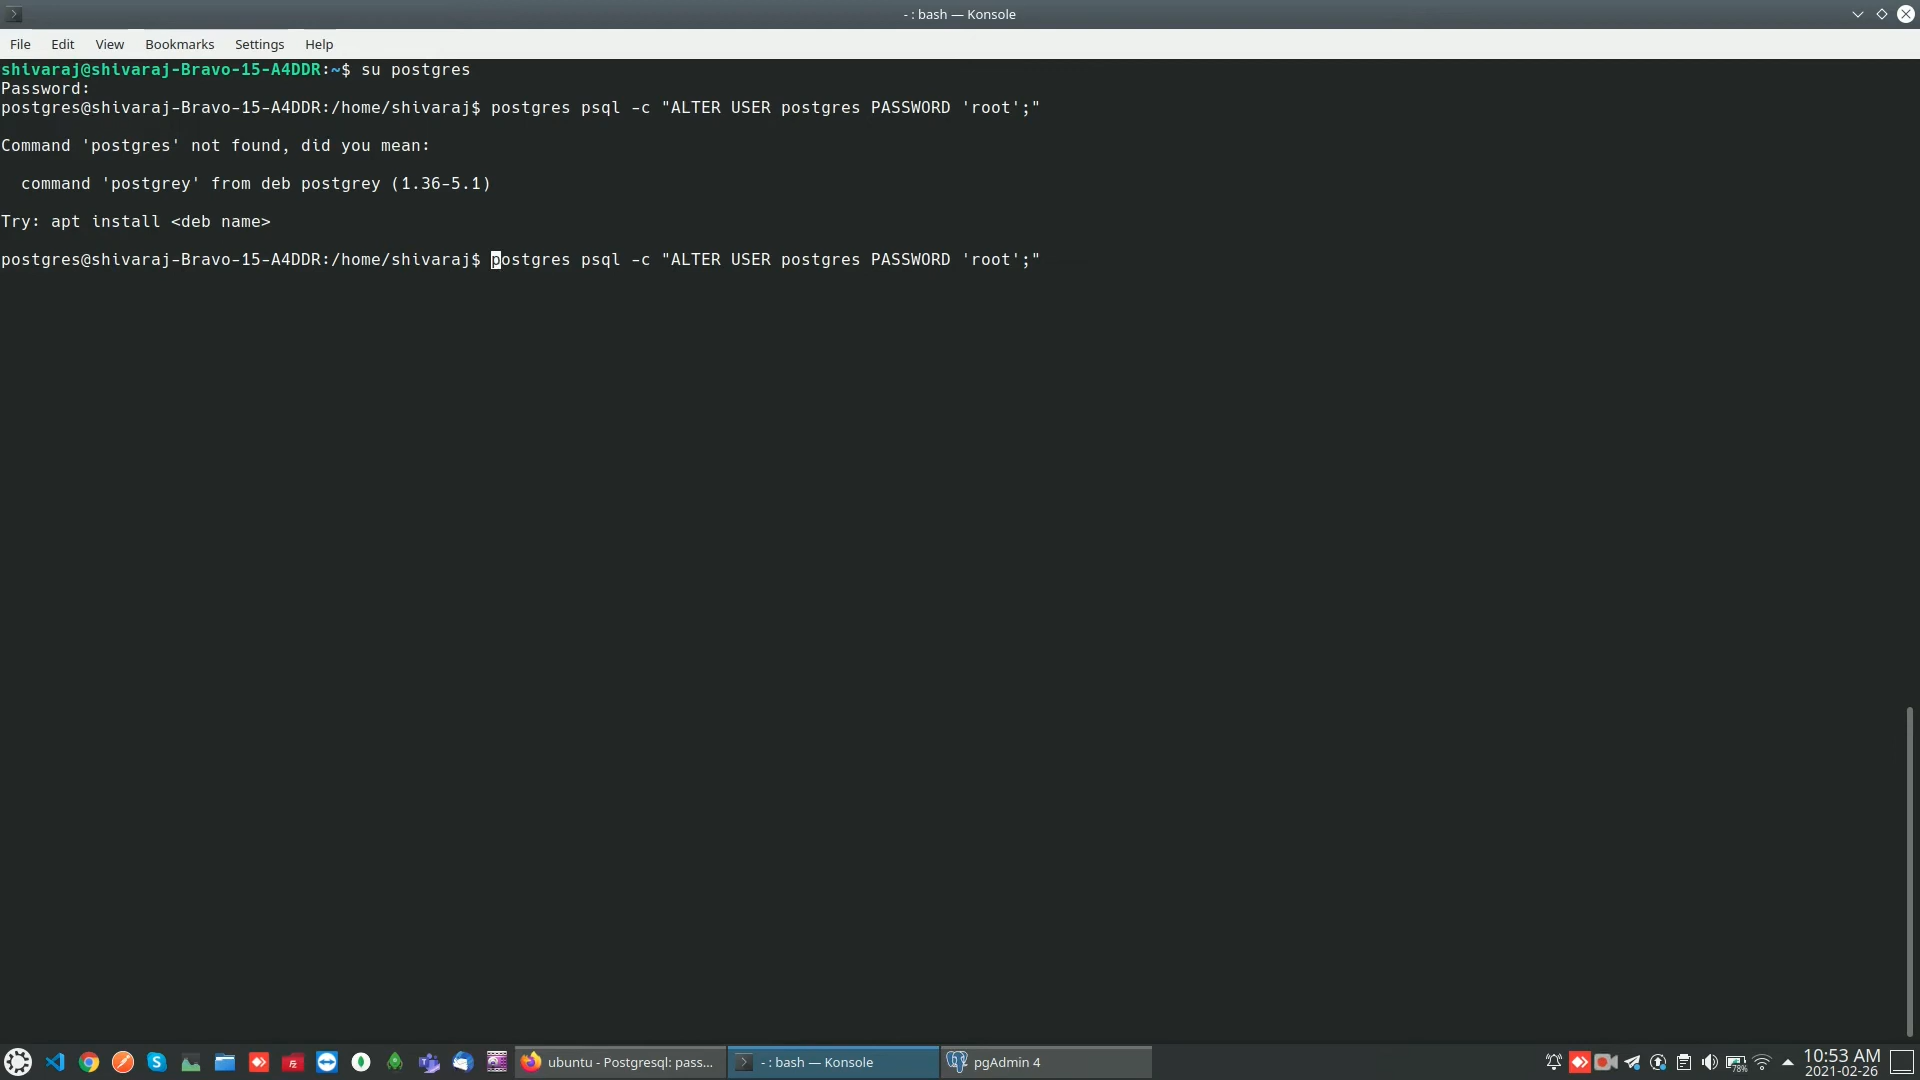 - : bash — Konsole
File Edit View Bookmarks Settings Help
shivaraj@shivaraj-Bravo-15-A4DDR:~$ su postgres
Password:
postgres@shivaraj-Bravo-15-A4DDR:/home/shivaraj$ postgres psql -c "ALTER USER postgres PASSWORD 'root';"
Command 'postgres' not found, did you mean:
command 'postgrey' from deb postgrey (1.36-5.1)
Try: apt install <deb name>
postgres@shivaraj-Bravo-15-A4DDR:/home/shivaraj$ postgres psql -c "ALTER USER postgres PASSWORD 'root';"
ubuntu - Postgresql: pass... - : bash — Konsole pgAdmin 4 78% 10:53 AM
2021-02-26